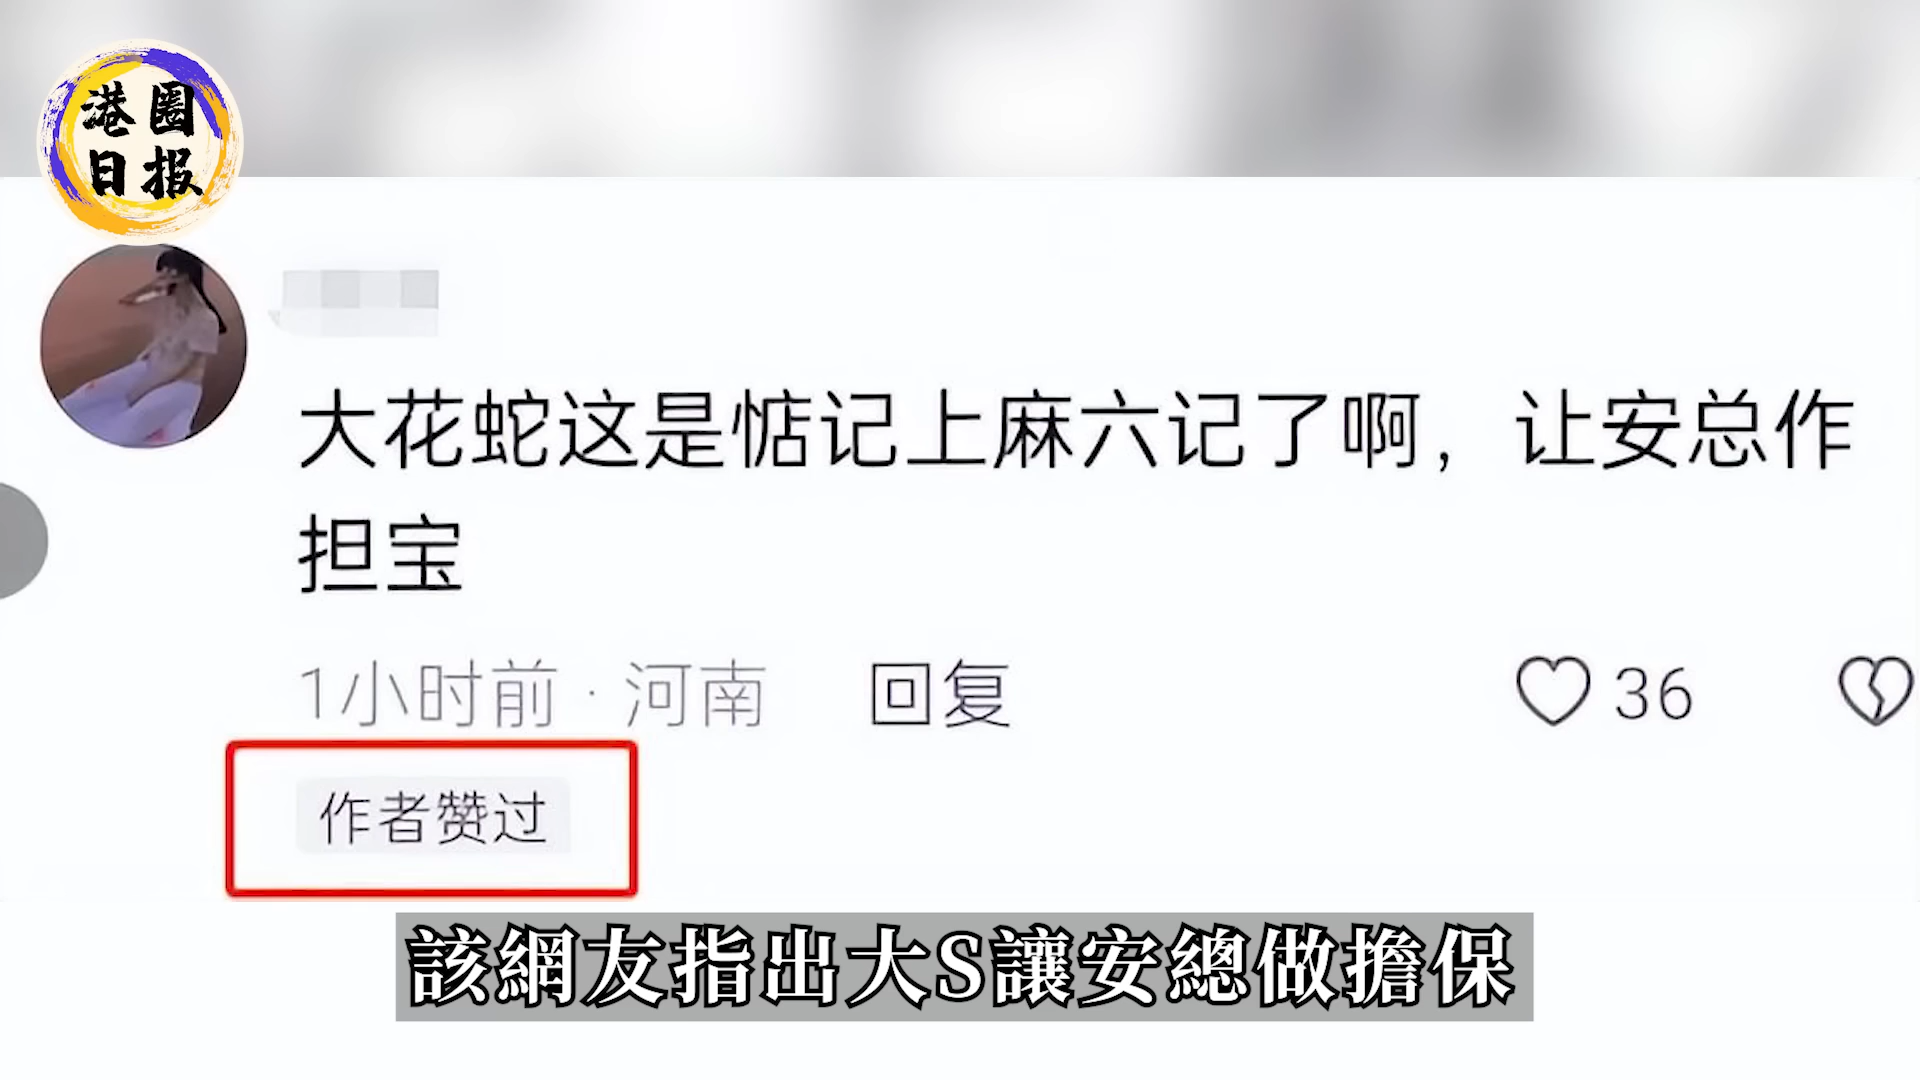 港圈
日报
大花蛇这是惦记上麻六记了啊，让安总作
担宝
1小时前 · 河南 回复 36
作者赞过
該網友指出大S讓安總做擔保